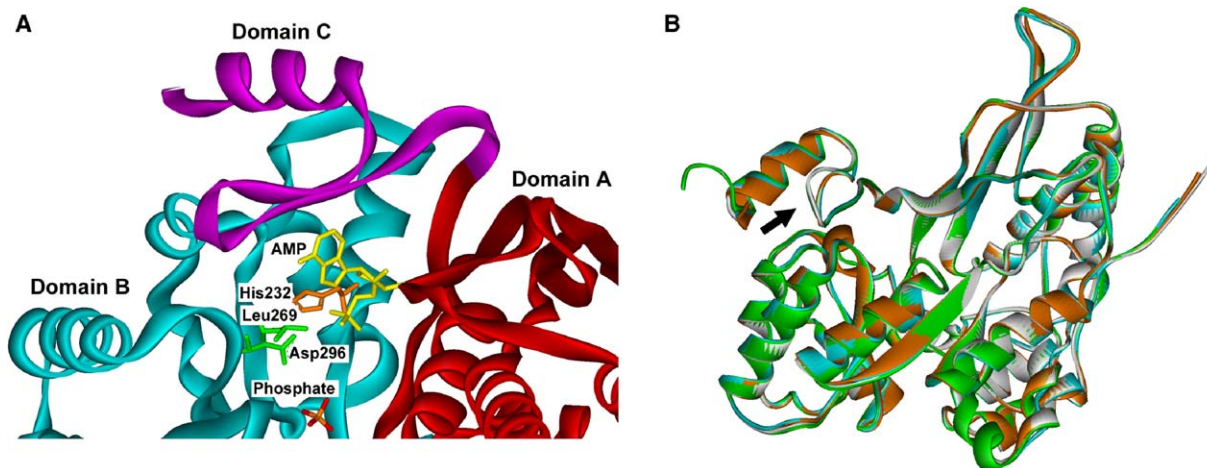 A
Domain C
Domain A
AMP
Domain B
His232
Leu269
Asp296
Phosphate
B